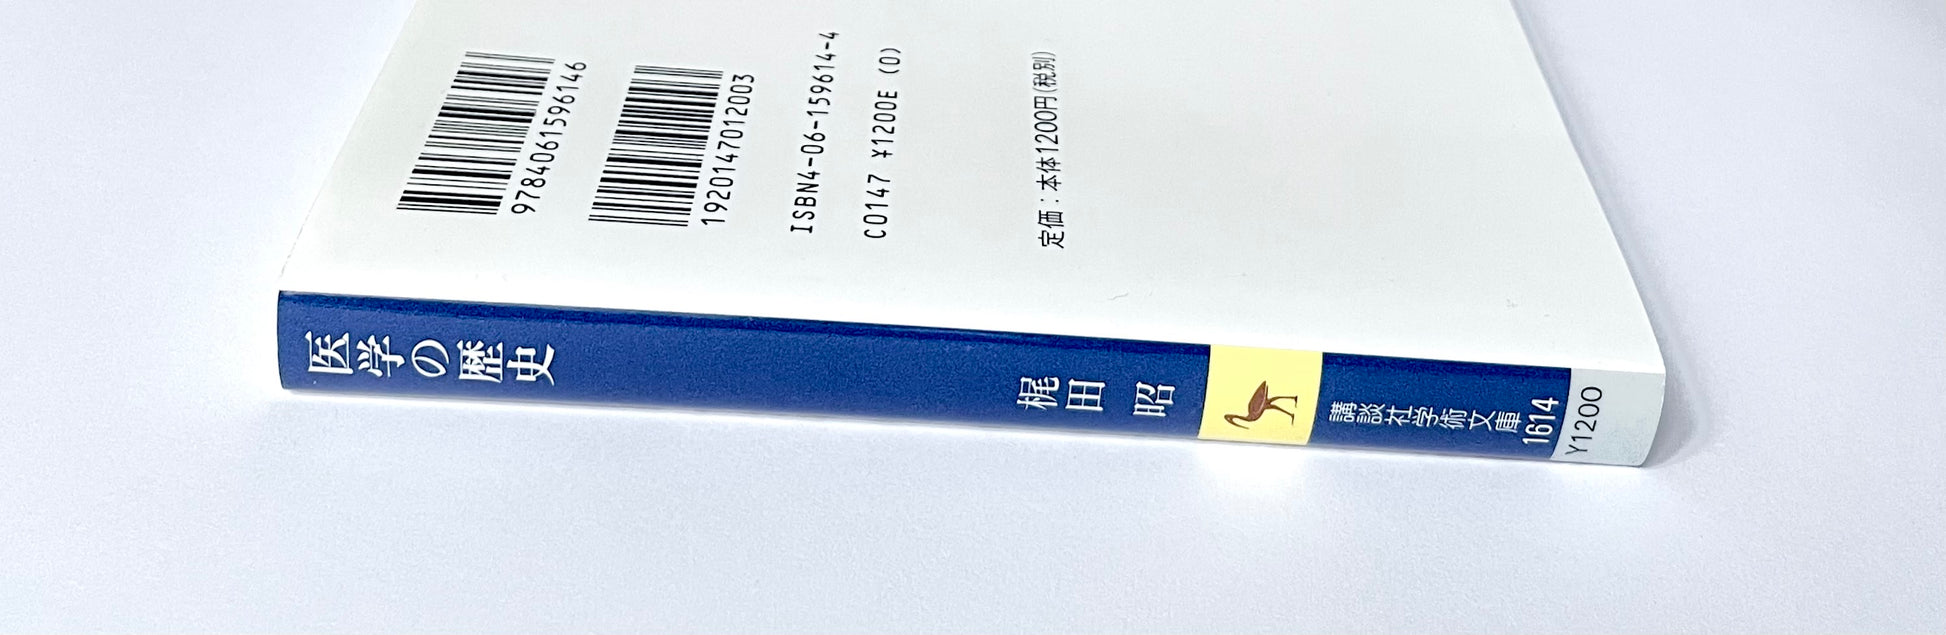 9784061596146
1920147012003
ISBN4-06-159614-4
C0147 ¥1200E (0)
定価：本体1200円(税別)
医学の歴史
梶田 昭
講談社学術文庫
1614
Y1200